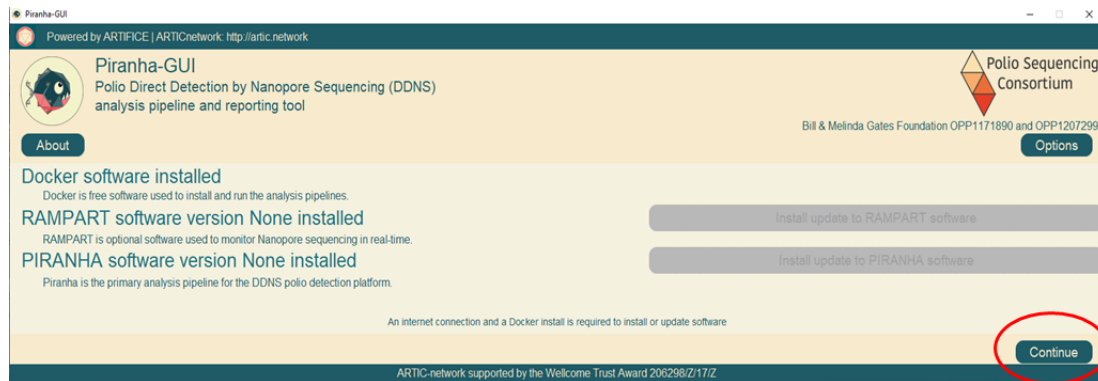 Piranha-GUI
Powered by ARTIFICE | ARTICnetwork: http://artic.network
Piranha-GUI
Polio Direct Detection by Nanopore Sequencing (DDNS)
analysis pipeline and reporting tool
Polio Sequencing
Consortium
Bill & Melinda Gates Foundation OPP1171890 and OPP1207299
About
Options
Docker software installed
Docker is free software used to install and run the analysis pipelines.
RAMPART software version None installed
Install update to RAMPART software
RAMPART is optional software used to monitor Nanopore sequencing in real-time.
PIRANHA software version None installed
Install update to PIRANHA software
Piranha is the primary analysis pipeline for the DDNS polio detection platform.
An internet connection and a Docker install is required to install or update software
Continue
ARTIC-network supported by the Wellcome Trust Award 206298/Z/17/Z